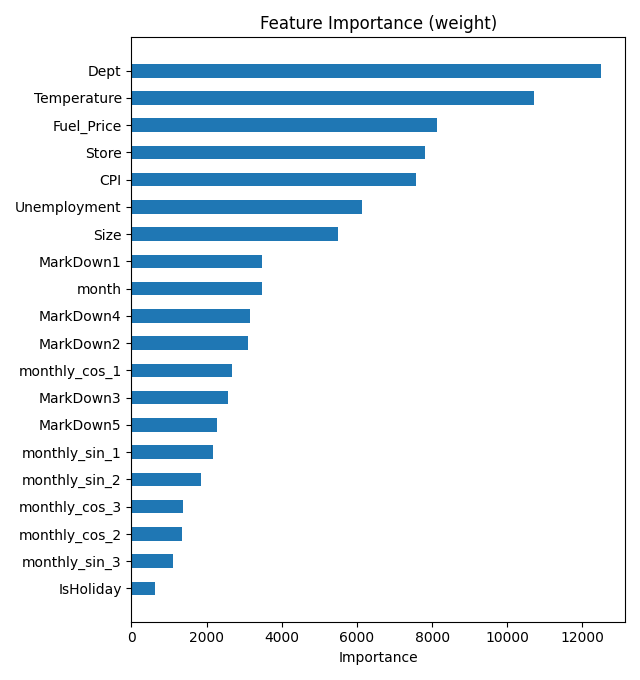 Feature Importance (weight)
Dept
Temperature
Fuel_Price
Store
CPI
Unemployment
Size
MarkDown1
month
MarkDown4
MarkDown2
monthly_cos_1
MarkDown3
MarkDown5
monthly_sin_1
monthly_sin_2
monthly_cos_3
monthly_cos_2
monthly_sin_3
IsHoliday
0 2000 4000 6000 8000 10000 12000
Importance